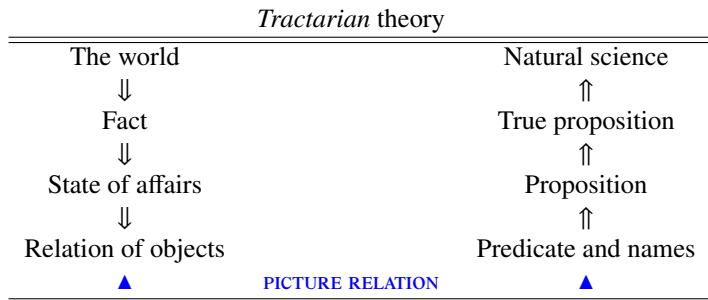 Tractarian theory
The world Natural science
⇓ ⇑
Fact True proposition
⇓ ⇑
State of affairs Proposition
⇓ ⇑
Relation of objects Predicate and names
▲ PICTURE RELATION ▲